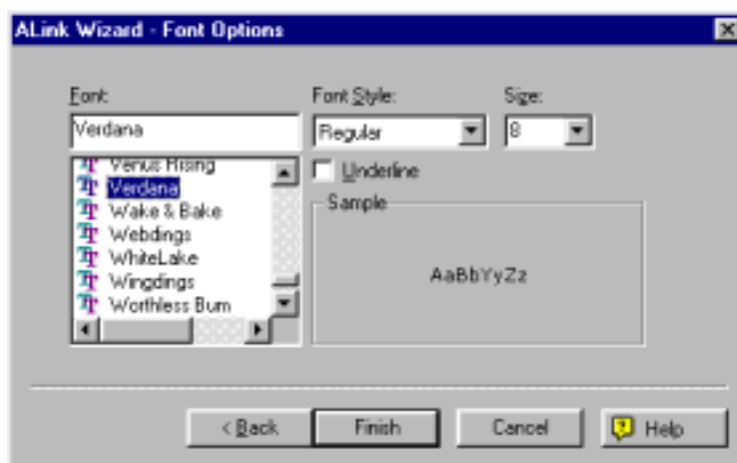 ALink Wizard - Font Options
Font:
Font Style:
Size:
Verdana
Regular
8
Venus Rising
Verdana
Wake & Bake
Webdings
WhiteLake
Wingdings
Worthless Bum
Underline
Sample
AaBbYyZz
< Back
Finish
Cancel
Help